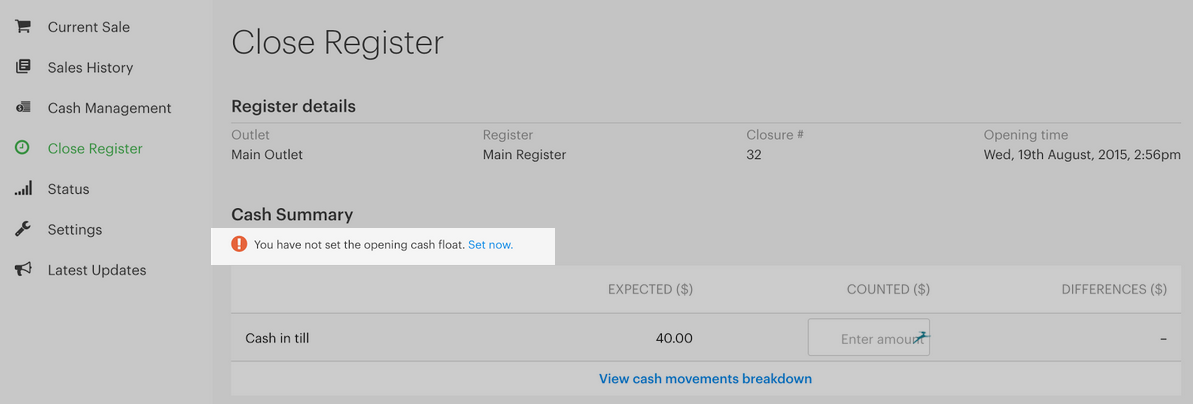 Current Sale
Sales History
Cash Management
Close Register
Status
Settings
Latest Updates
Close Register
Register details
Outlet Register Closure # Opening time
Main Outlet Main Register 32 Wed, 19th August, 2015, 2:56pm
Cash Summary
You have not set the opening cash float. Set now.
EXPECTED ($) COUNTED ($) DIFFERENCES ($)
Cash in till 40.00 Enter amount –
View cash movements breakdown